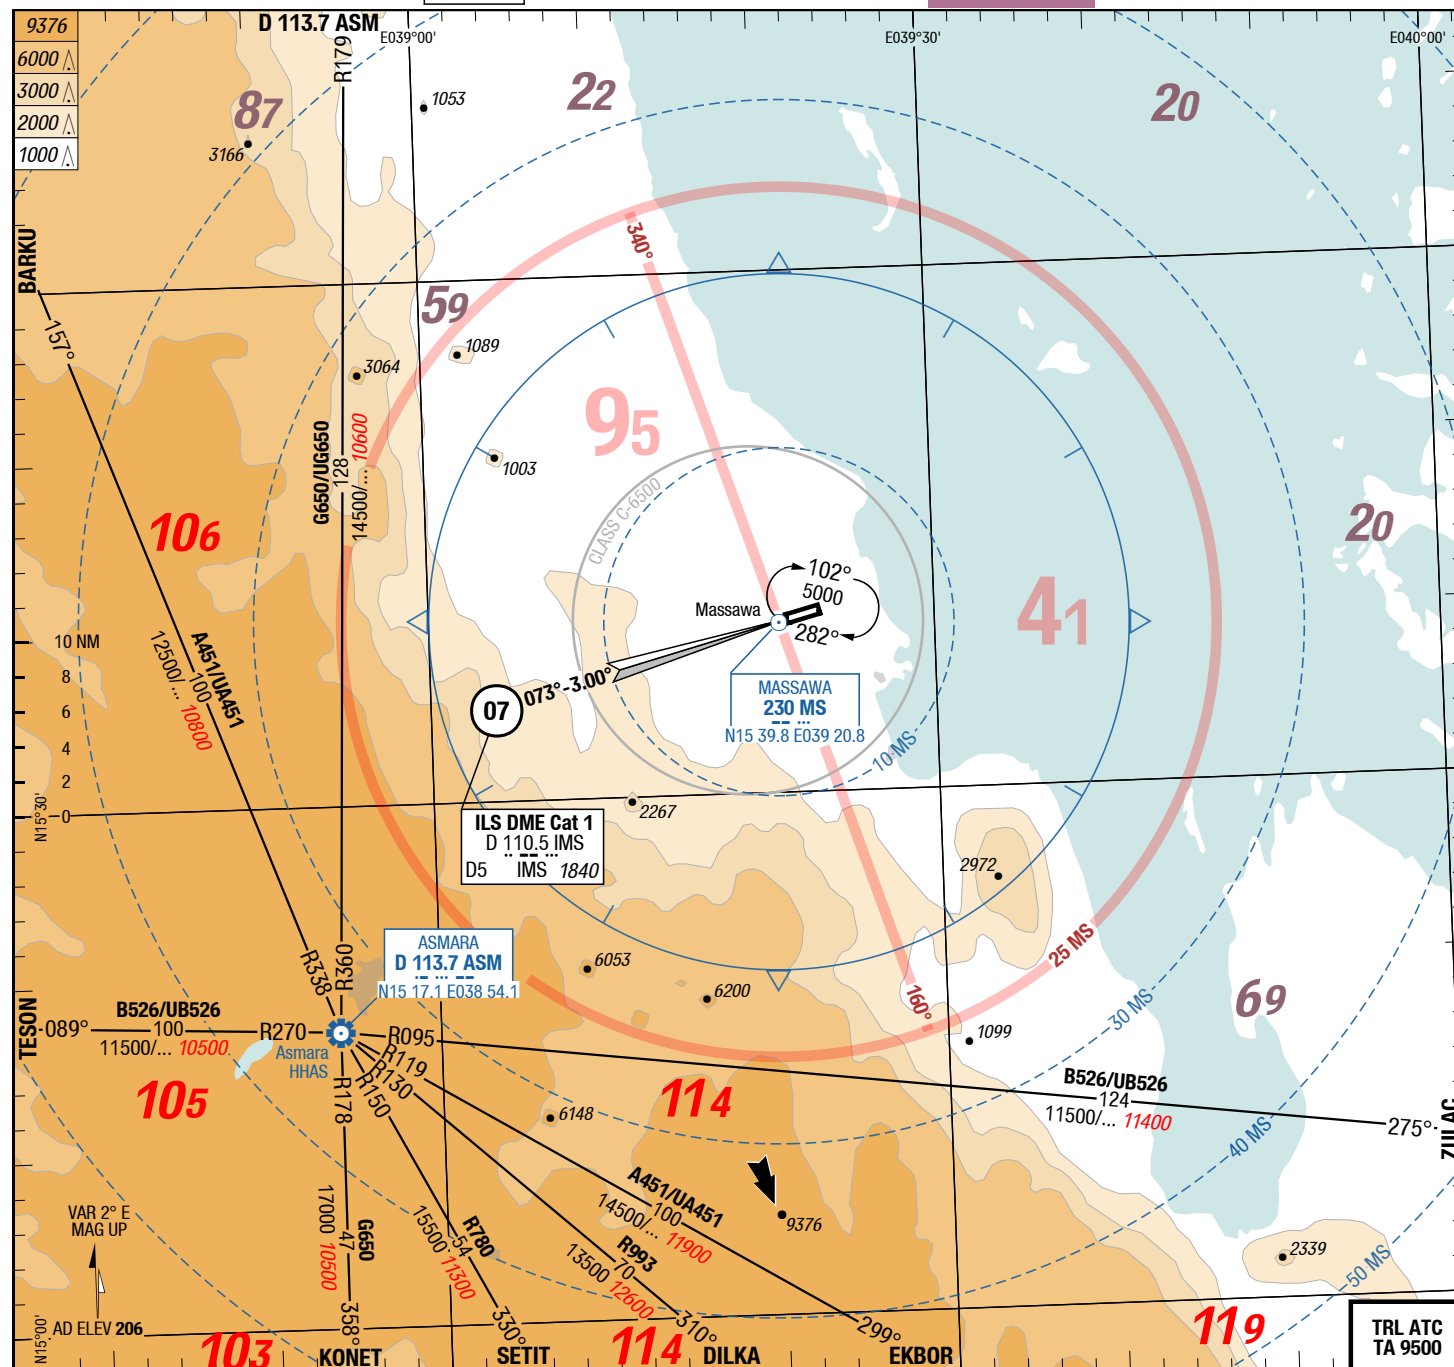 9376
6000
3000
2000
1000
D 113.7 ASM
R179
E039°00'
E039°30'
E040°00'
87
3166
1053
22
20
BARKU
157°
340°
59
1089
3064
G650/UG650
128
14500/... 10600
1003
95
CLASS C-6500
106
20
41
A451/UA451
100
12500/... 10800
10 NM
8
6
4
2
0
N15°30'
Massawa
102°
5000
282°
073°-3.00°
07
MASSAWA
230 MS
N15 39.8 E039 20.8
10 MS
ILS DME Cat 1
D 110.5 IMS
D5 IMS 1840
2267
2972
ASMARA
D 113.7 ASM
N15 17.1 E038 54.1
6053
6200
160°
25 MS
1099
69
30 MS
R338
R360
TESON
089°
B526/UB526
100
11500/... 10500
R270
Asmara
HHAS
R095
R119
R130
R150
R178
105
6148
114
B526/UB526
124
11500/... 11400
275°
ZULAC
40 MS
9376
A451/UA451
100
14500/... 11900
R993
70
13500 12600
R780
54
15500 11300
G650
47
17000 10500
VAR 2° E
MAG UP
2339
50 MS
AD ELEV 206
N15°00'
103
358°
KONET
330°
SETIT
114
310°
DILKA
299°
EKBOR
119
TRL ATC
TA 9500